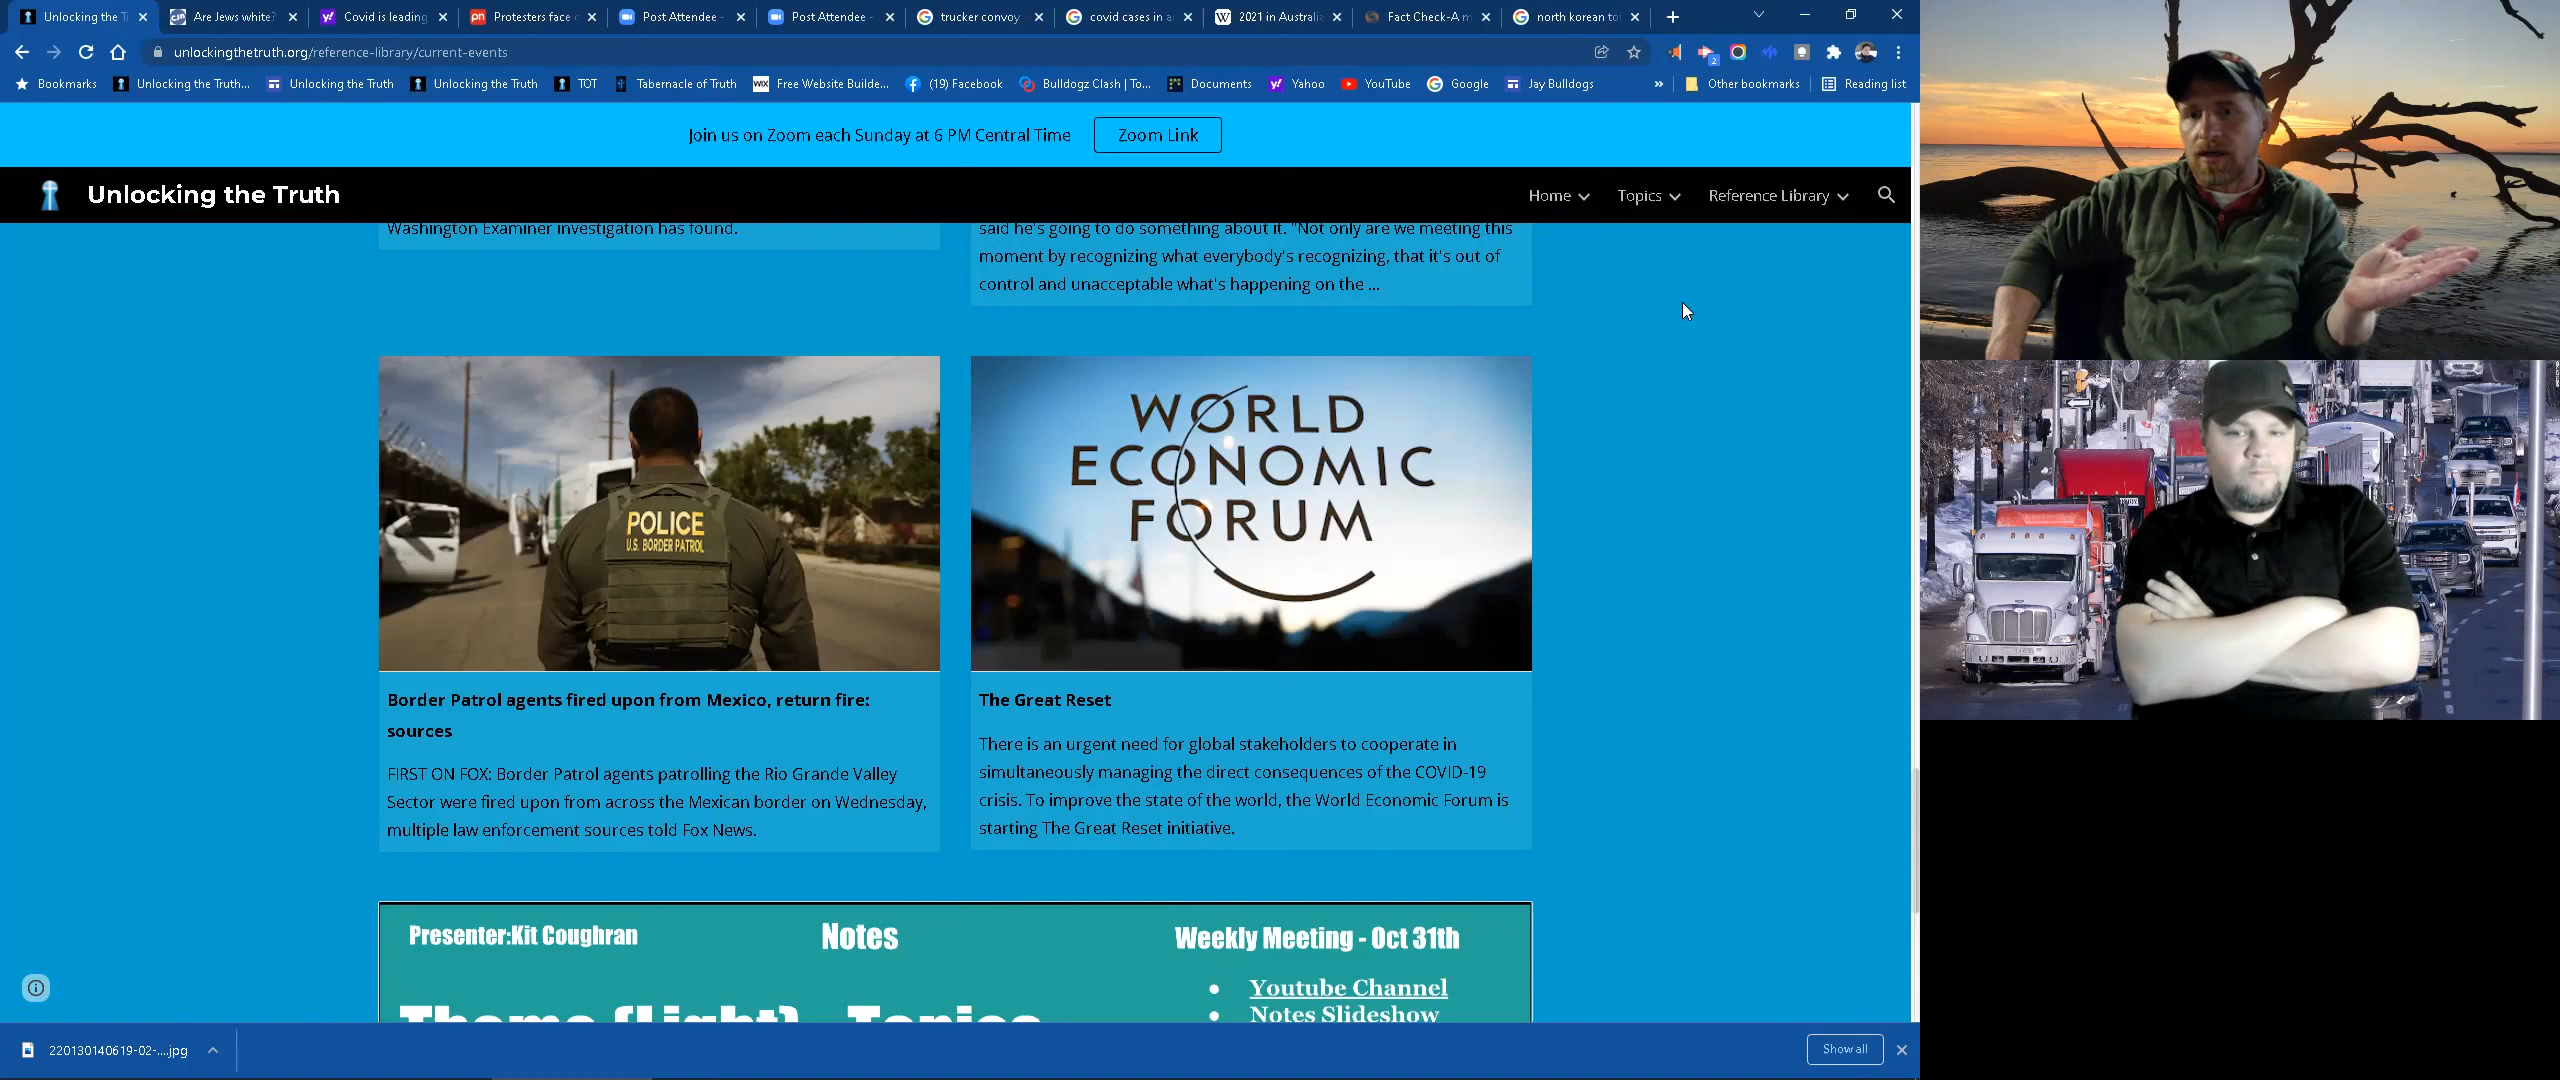 Unlocking the T
Are Jews white?
Covid is leading
Protesters face
Post Attendee -
Post Attendee -
trucker convoy
covid cases in a
2021 in Australia
Fact Check-A m
north korean to
unlockingthetruth.org/reference-library/current-events
Bookmarks
Unlocking the Truth...
Unlocking the Truth
Unlocking the Truth
TOT
Tabernacle of Truth
WIX
Free Website Builde...
(19) Facebook
Bulldogz Clash | To...
Documents
Yahoo
YouTube
Google
Jay Bulldogs
»
Other bookmarks
Reading list
Join us on Zoom each Sunday at 6 PM Central Time
Zoom Link
Unlocking the Truth
Home
Topics
Reference Library
Washington Examiner investigation has found.
said he's going to do something about it. "Not only are we meeting this
moment by recognizing what everybody's recognizing, that it's out of
control and unacceptable what's happening on the ...
POLICE
U.S. BORDER PATROL
WORLD
ECONOMIC
FORUM
Border Patrol agents fired upon from Mexico, return fire:
sources
FIRST ON FOX: Border Patrol agents patrolling the Rio Grande Valley
Sector were fired upon from across the Mexican border on Wednesday,
multiple law enforcement sources told Fox News.
The Great Reset
There is an urgent need for global stakeholders to cooperate in
simultaneously managing the direct consequences of the COVID-19
crisis. To improve the state of the world, the World Economic Forum is
starting The Great Reset initiative.
Presenter:Kit Coughran
Notes
Weekly Meeting - Oct 31th
• Youtube Channel
• Notes Slideshow
Theme (Light) - Topics
220130140619-02-....jpg
Show all